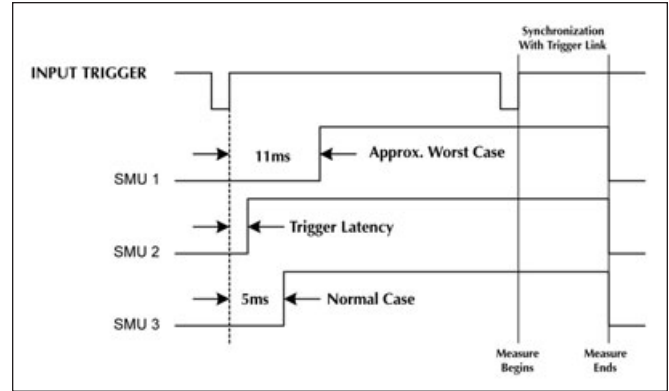 Synchronization
With Trigger Link
INPUT TRIGGER
11ms
Approx. Worst Case
SMU 1
Trigger Latency
SMU 2
5ms
Normal Case
SMU 3
Measure
Begins
Measure
Ends